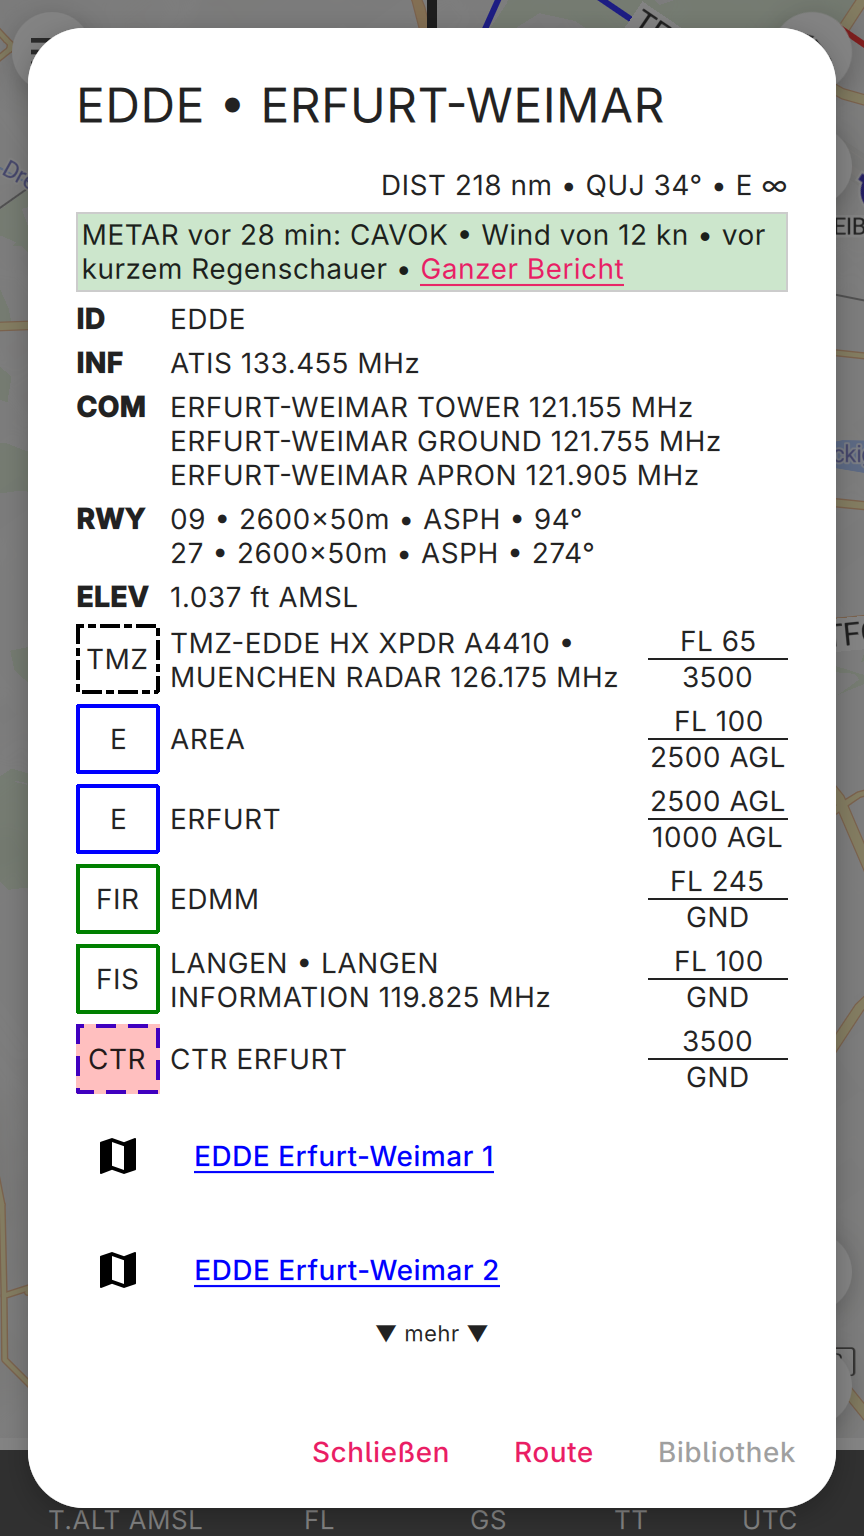 EDDE • ERFURT-WEIMAR
DIST 218 nm • QUJ 34° • E ∞
METAR vor 28 min: CAVOK • Wind von 12 kn • vor
kurzem Regenschauer • Ganzer Bericht
ID EDDE
INF ATIS 133.455 MHz
COM ERFURT-WEIMAR TOWER 121.155 MHz
ERFURT-WEIMAR GROUND 121.755 MHz
ERFURT-WEIMAR APRON 121.905 MHz
RWY 09 • 2600×50m • ASPH • 94°
27 • 2600×50m • ASPH • 274°
ELEV 1.037 ft AMSL
TMZ TMZ-EDDE HX XPDR A4410 •
MUENCHEN RADAR 126.175 MHz
FL 65
3500
E AREA
FL 100
2500 AGL
E ERFURT
2500 AGL
1000 AGL
FIR EDMM
FL 245
GND
FIS LANGEN • LANGEN
INFORMATION 119.825 MHz
FL 100
GND
CTR CTR ERFURT
3500
GND
EDDE Erfurt-Weimar 1
EDDE Erfurt-Weimar 2
▼ mehr ▼
Schließen Route Bibliothek
T.ALT AMSL FL GS TT UTC